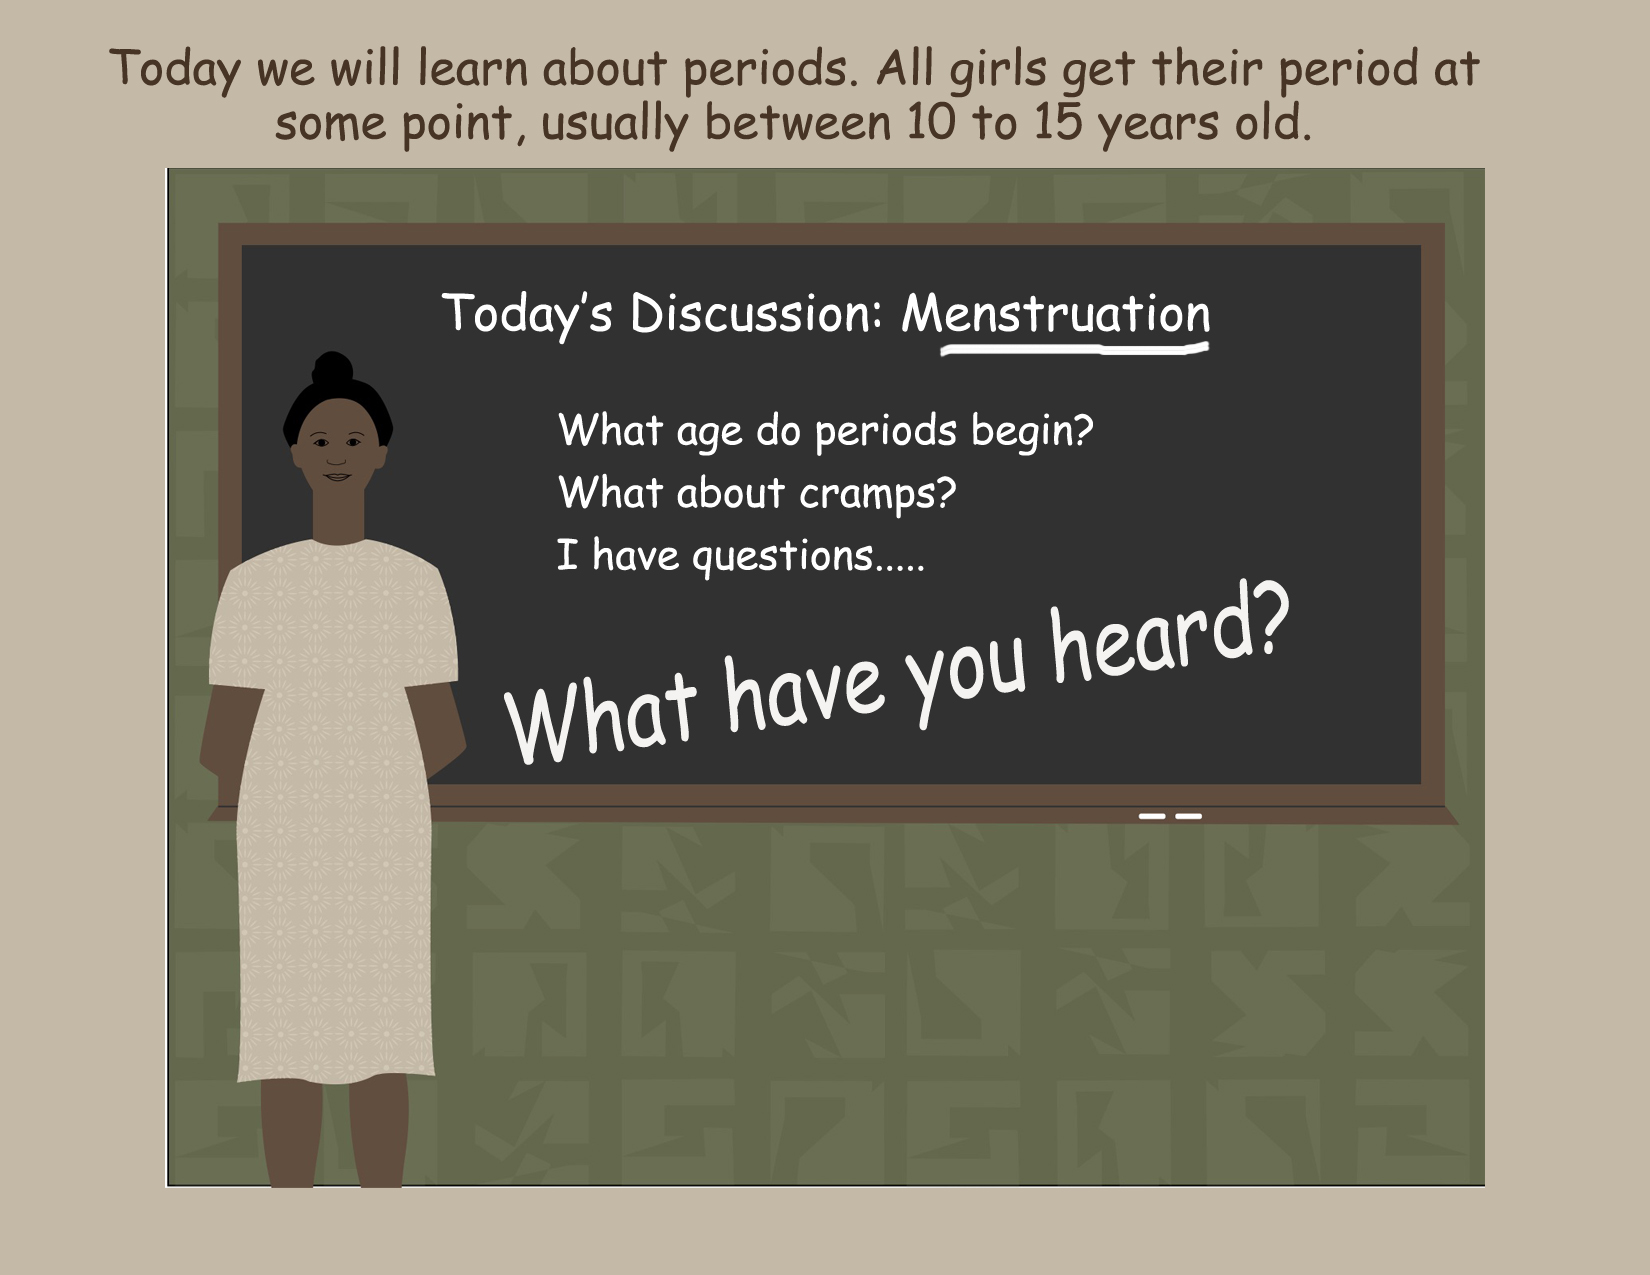 Today we will learn about periods. All girls get their period at
some point, usually between 10 to 15 years old.
Today’s Discussion: Menstruation
What age do periods begin?
What about cramps?
I have questions.....
What have you heard?